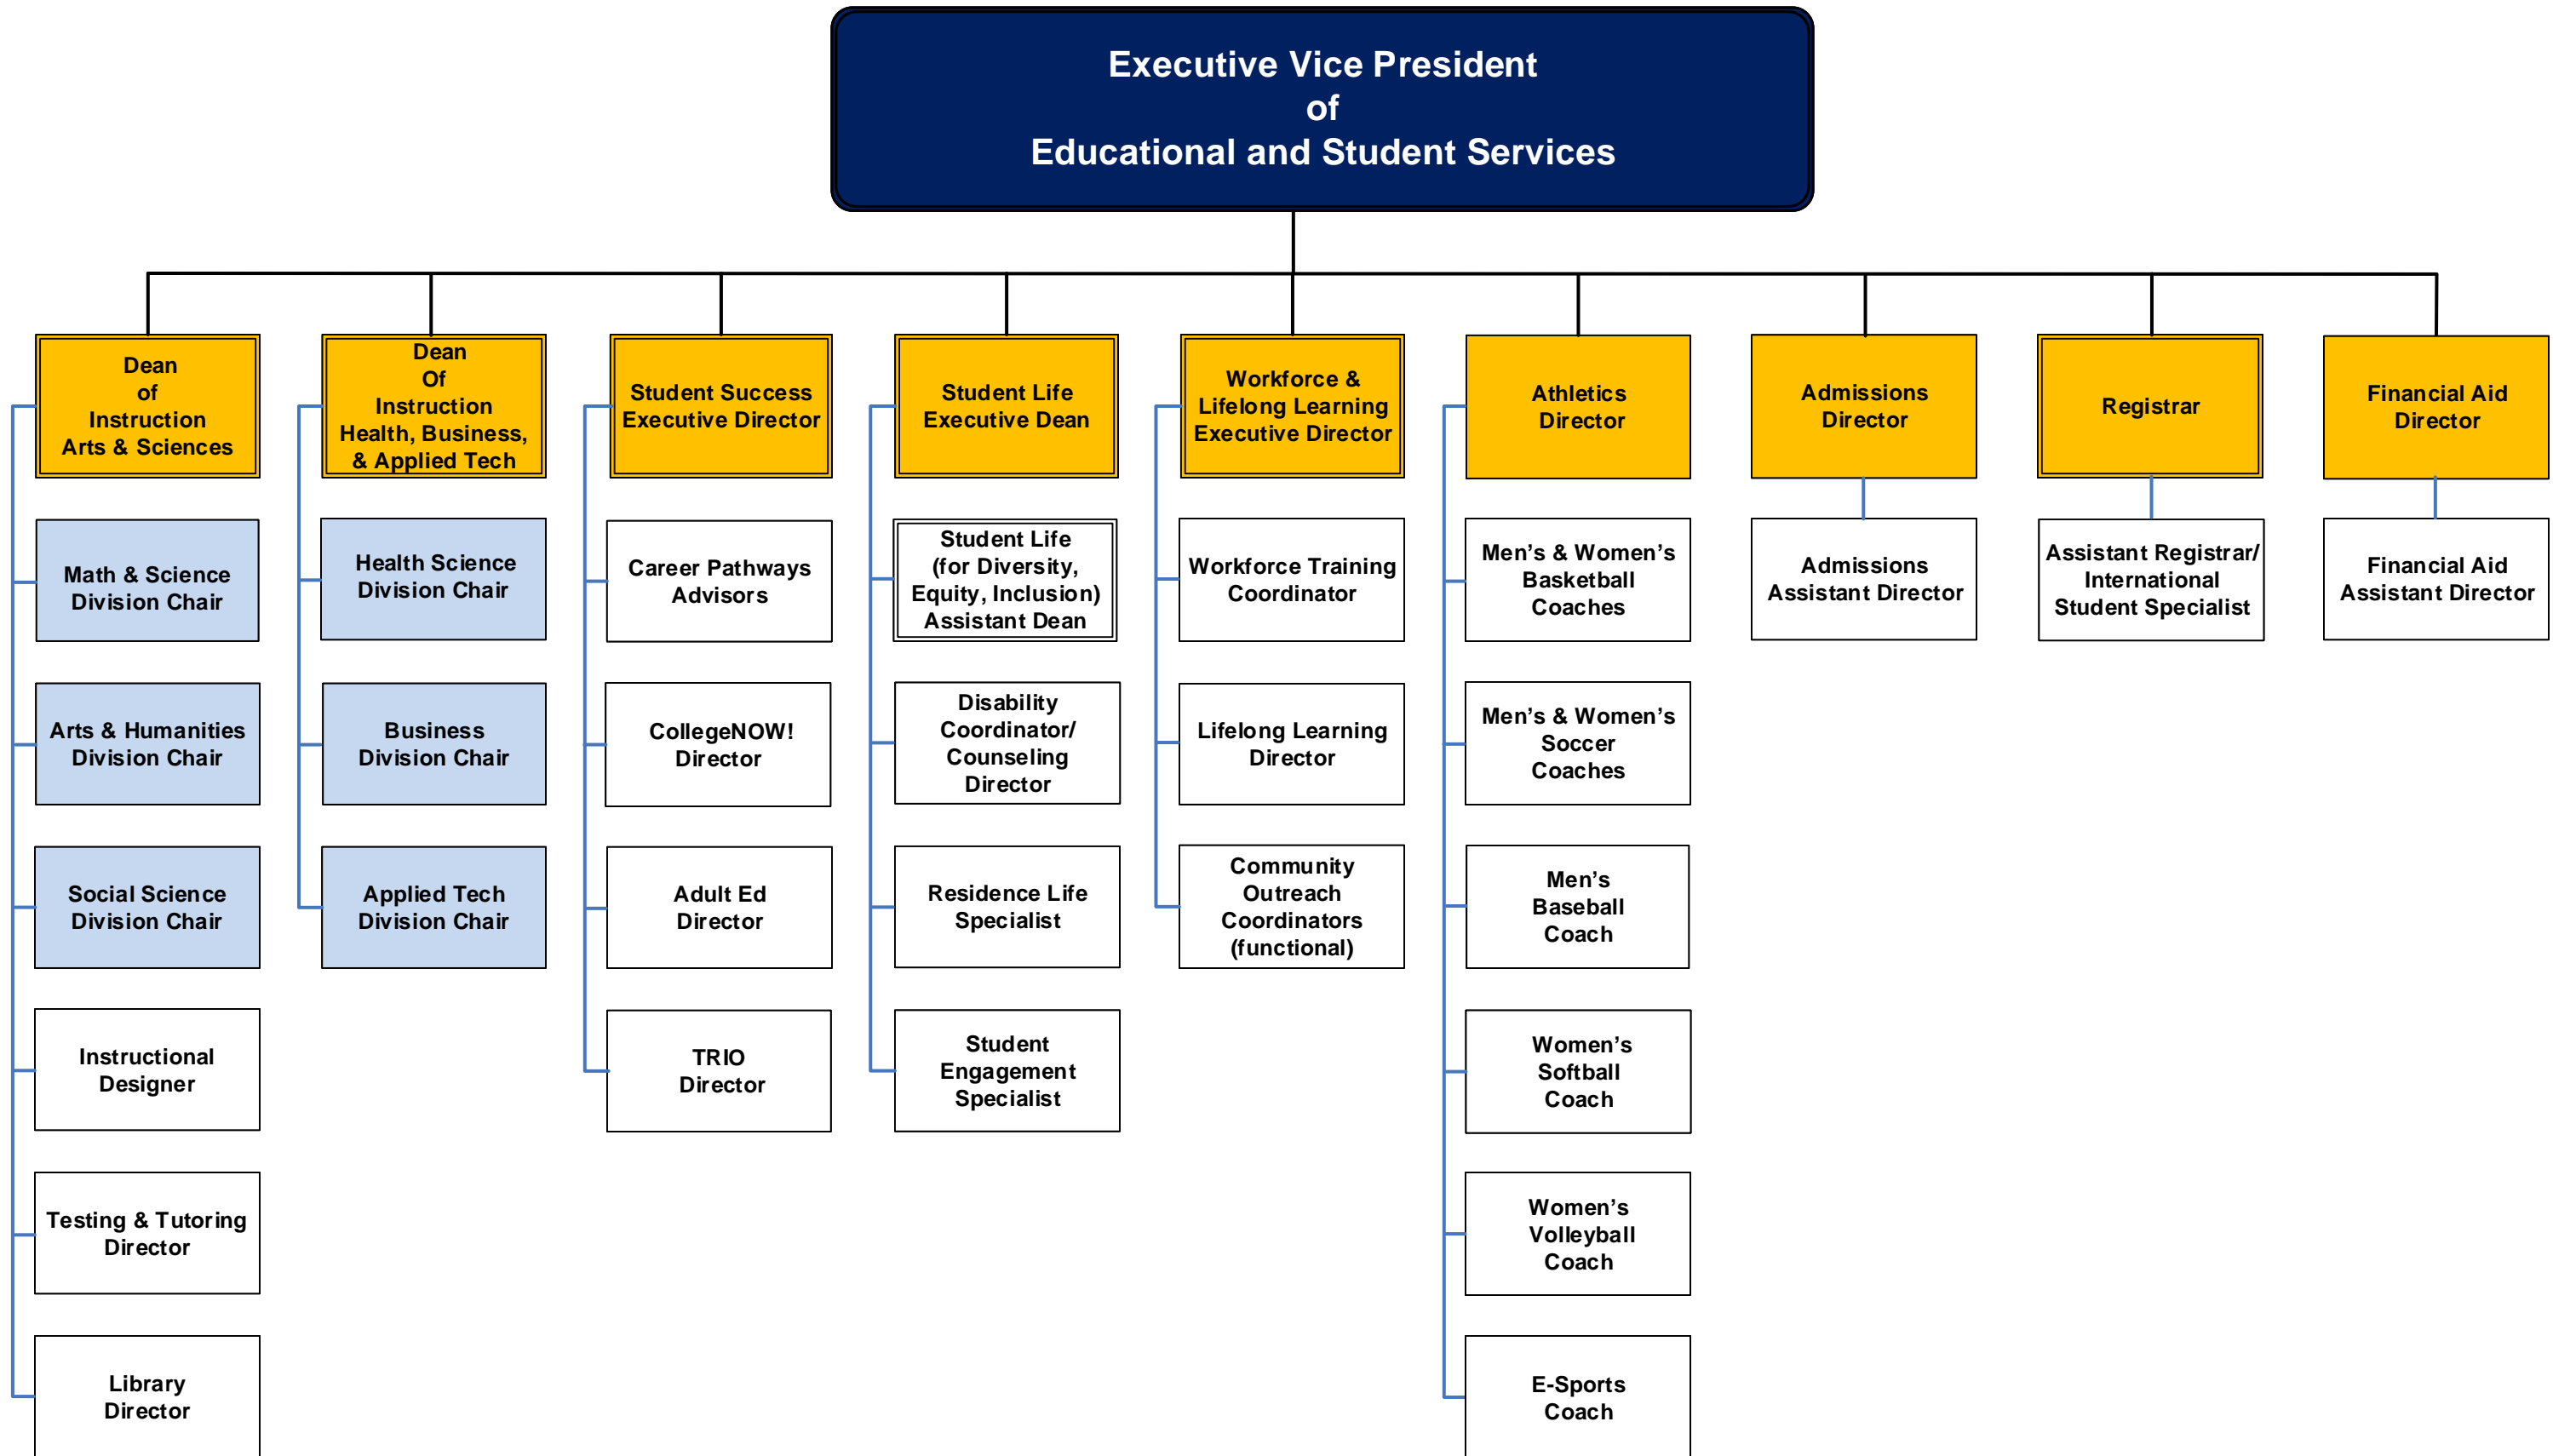 Executive Vice President
of
Educational and Student Services
Dean
of
Instruction
Arts & Sciences
Dean
Of
Instruction
Health, Business,
& Applied Tech
Student Success
Executive Director
Student Life
Executive Dean
Workforce &
Lifelong Learning
Executive Director
Athletics
Director
Admissions
Director
Registrar
Financial Aid
Director
Math & Science
Division Chair
Health Science
Division Chair
Career Pathways
Advisors
Student Life
(for Diversity,
Equity, Inclusion)
Assistant Dean
Workforce Training
Coordinator
Men's & Women's
Basketball
Coaches
Admissions
Assistant Director
Assistant Registrar/
International
Student Specialist
Financial Aid
Assistant Director
Arts & Humanities
Division Chair
Business
Division Chair
CollegeNOW!
Director
Disability
Coordinator/
Counseling
Director
Lifelong Learning
Director
Men's & Women's
Soccer
Coaches
Social Science
Division Chair
Applied Tech
Division Chair
Adult Ed
Director
Residence Life
Specialist
Community
Outreach
Coordinators
(functional)
Men's
Baseball
Coach
Instructional
Designer
TRIO
Director
Student
Engagement
Specialist
Women's
Softball
Coach
Testing & Tutoring
Director
Women's
Volleyball
Coach
Library
Director
E-Sports
Coach